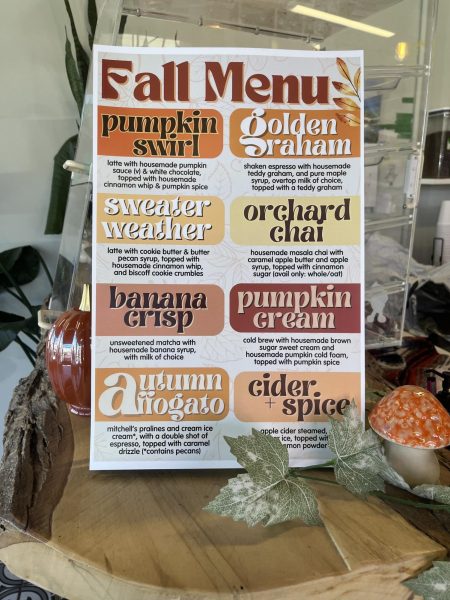 Fall Menu
pumpkin
swirl
latte with housemade pumpkin
sauce (v) & white chocolate,
topped with housemade
cinnamon whip & pumpkin spice
golden
graham
shaken espresso with housemade
teddy graham, and pure maple
syrup, overtop milk of choice,
topped with a teddy graham
sweater
weather
latte with cookie butter & butter
pecan syrup, topped with
housemade cinnamon whip,
and biscoff cookie crumbles
orchard
chai
housemade masala chai with
caramel apple butter and apple
syrup, topped with cinnamon
sugar (avail only: whole/oat)
banana
crisp
unsweetened matcha with
housemade banana syrup,
with milk of choice
pumpkin
cream
cold brew with housemade brown
sugar sweet cream and
housemade pumpkin cold foam,
topped with pumpkin spice
autumn
affogato
mitchell's pralines and cream ice
cream*, with a double shot of
espresso, topped with caramel
drizzle (*contains pecans)
cider
+ spice
apple cider steamed,
ice, topped with
powder